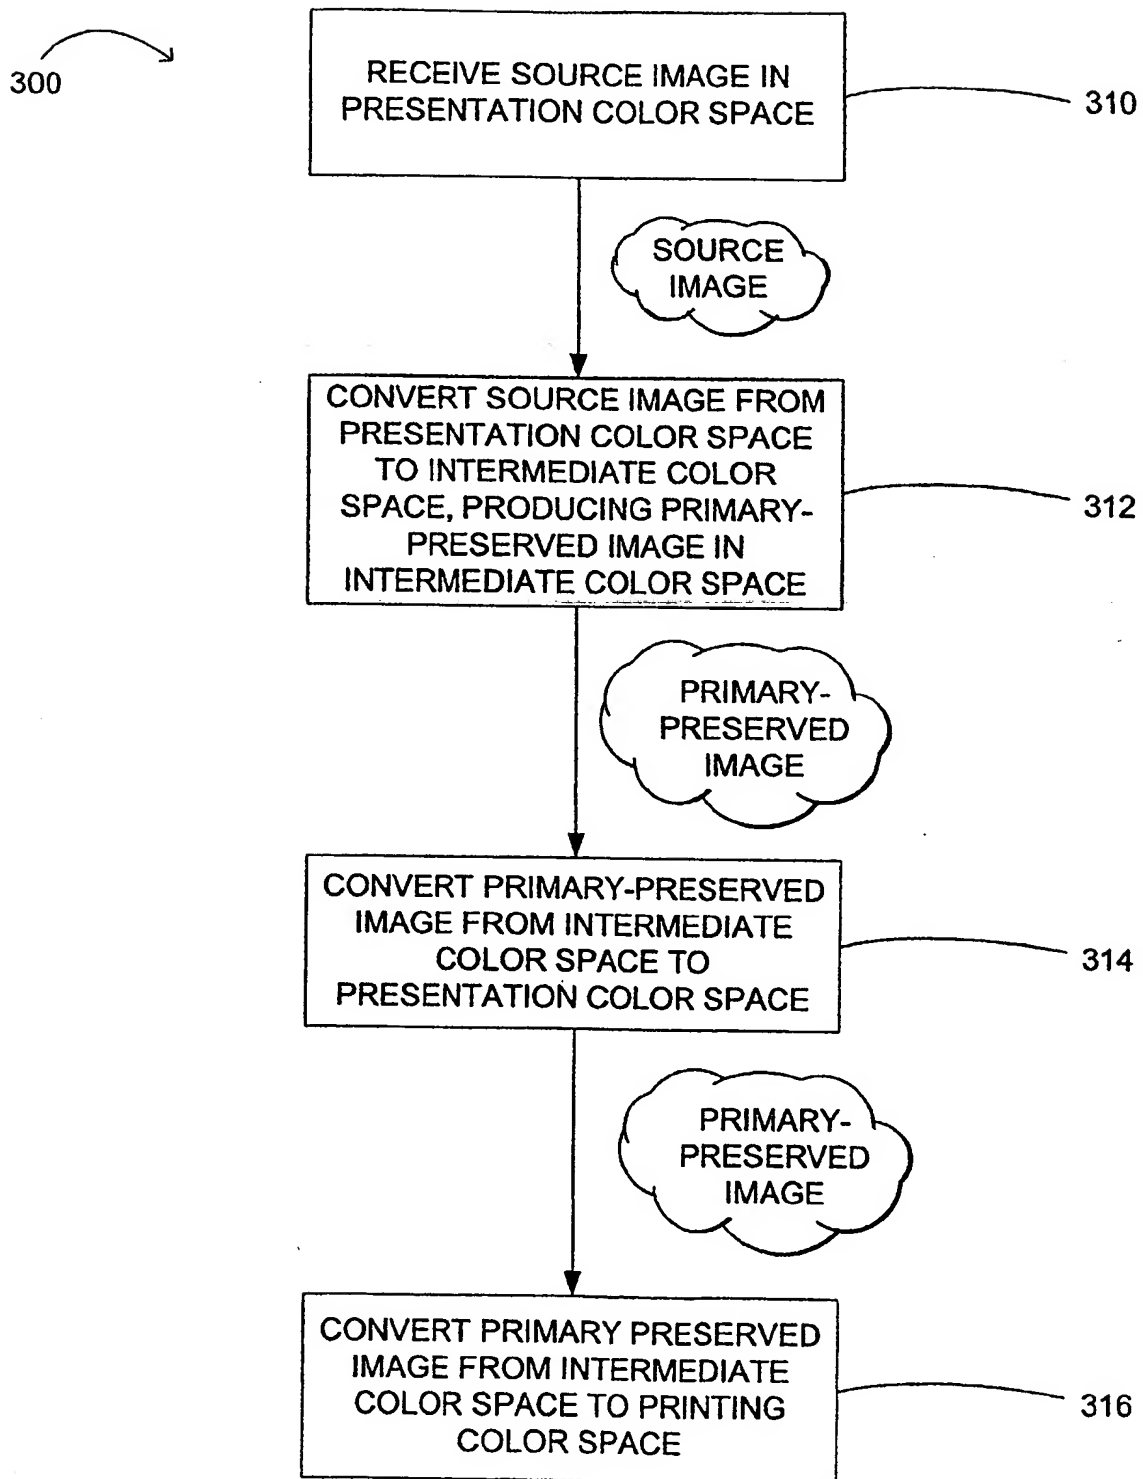 300
RECEIVE SOURCE IMAGE IN
PRESENTATION COLOR SPACE
310
SOURCE
IMAGE
CONVERT SOURCE IMAGE FROM
PRESENTATION COLOR SPACE
TO INTERMEDIATE COLOR
SPACE, PRODUCING PRIMARY-
PRESERVED IMAGE IN
INTERMEDIATE COLOR SPACE
312
PRIMARY-
PRESERVED
IMAGE
CONVERT PRIMARY-PRESERVED
IMAGE FROM INTERMEDIATE
COLOR SPACE TO
PRESENTATION COLOR SPACE
314
PRIMARY-
PRESERVED
IMAGE
CONVERT PRIMARY PRESERVED
IMAGE FROM INTERMEDIATE
COLOR SPACE TO PRINTING
COLOR SPACE
316